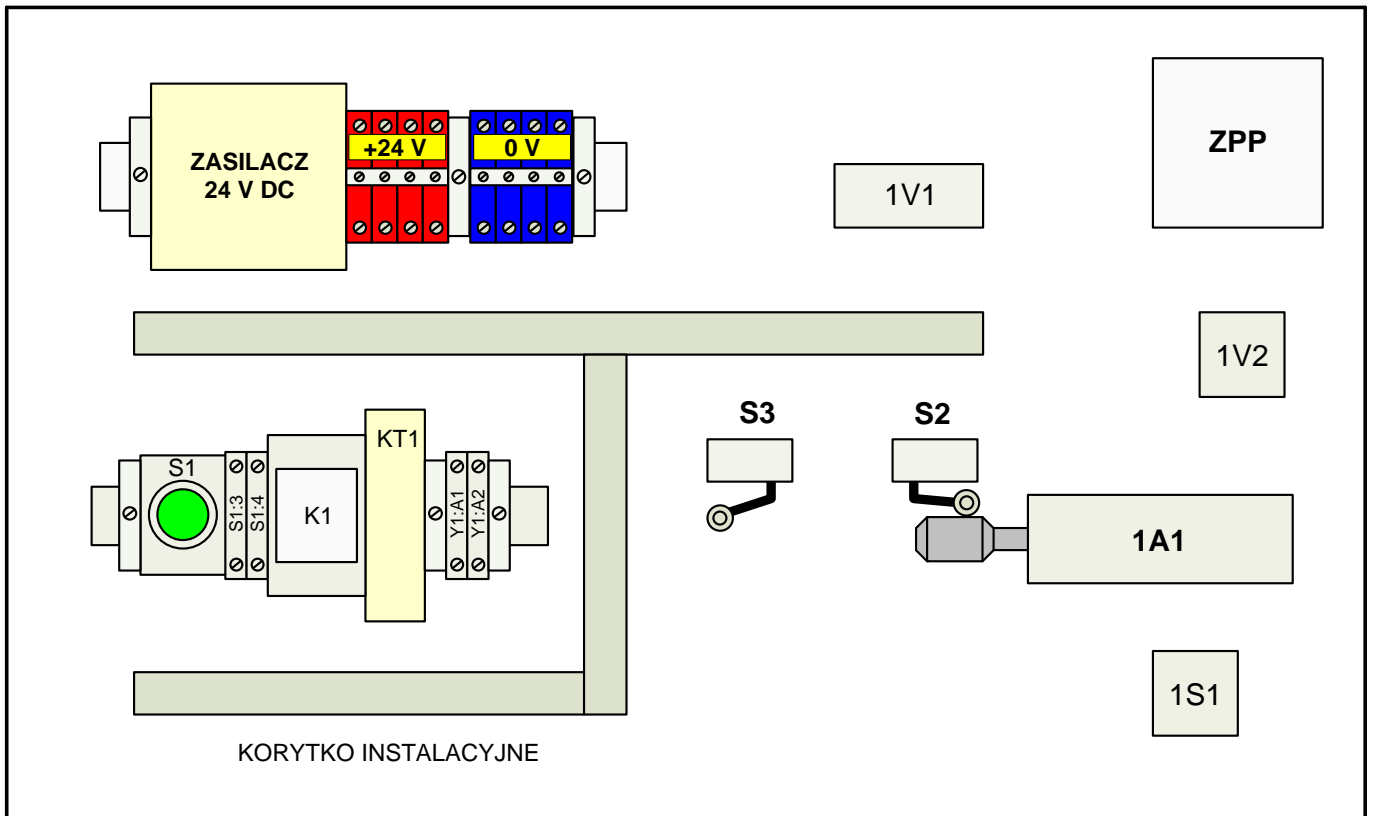 ZASILACZ
24 V DC
+24 V
0 V
1V1
ZPP
1V2
S3
S2
KT1
S1
S1:3
S1:4
K1
Y1:A1
Y1:A2
1A1
1S1
KORYTKO INSTALACYJNE